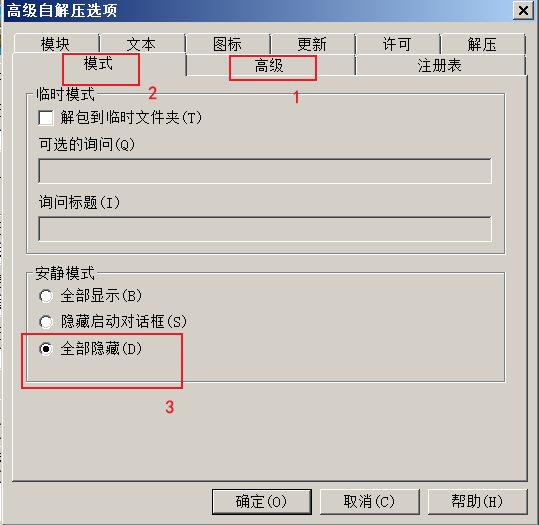 高级自解压选项
模块 文本 图标 更新 许可 解压
模式 高级 注册表
2 1
临时模式
解包到临时文件夹(T)
可选的询问(Q)
询问标题(I)
安静模式
全部显示(B)
隐藏启动对话框(S)
全部隐藏(D)
3
确定(O) 取消(C) 帮助(H)